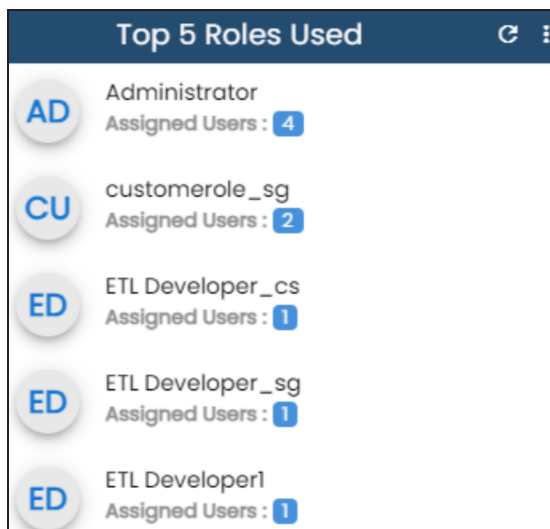 Top 5 Roles Used
AD
Administrator
Assigned Users : 4
CU
customerole_sg
Assigned Users : 2
ED
ETL Developer_cs
Assigned Users : 1
ED
ETL Developer_sg
Assigned Users : 1
ED
ETL Developer1
Assigned Users : 1